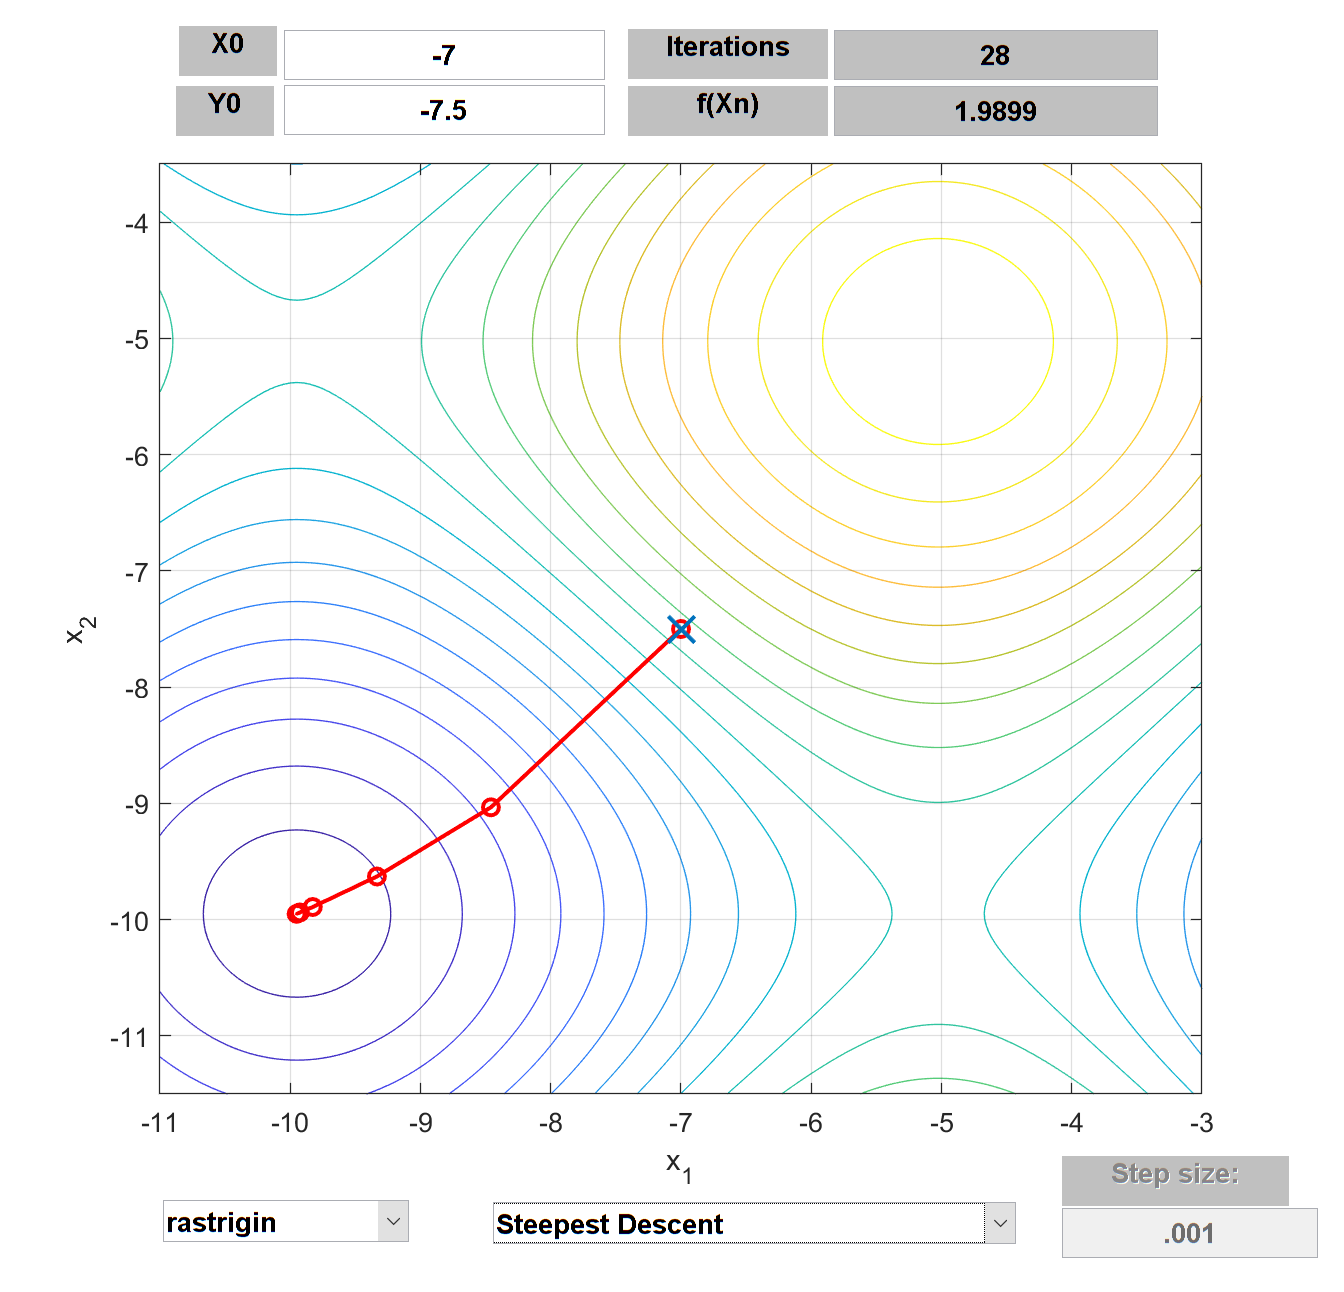 X0 -7 Iterations 28
Y0 -7.5 f(Xn) 1.9899
-4
-5
-6
-7
-8
-9
-10
-11
x2
-11 -10 -9 -8 -7 -6 -5 -4 -3
x1
Step size:
rastrigin Steepest Descent .001